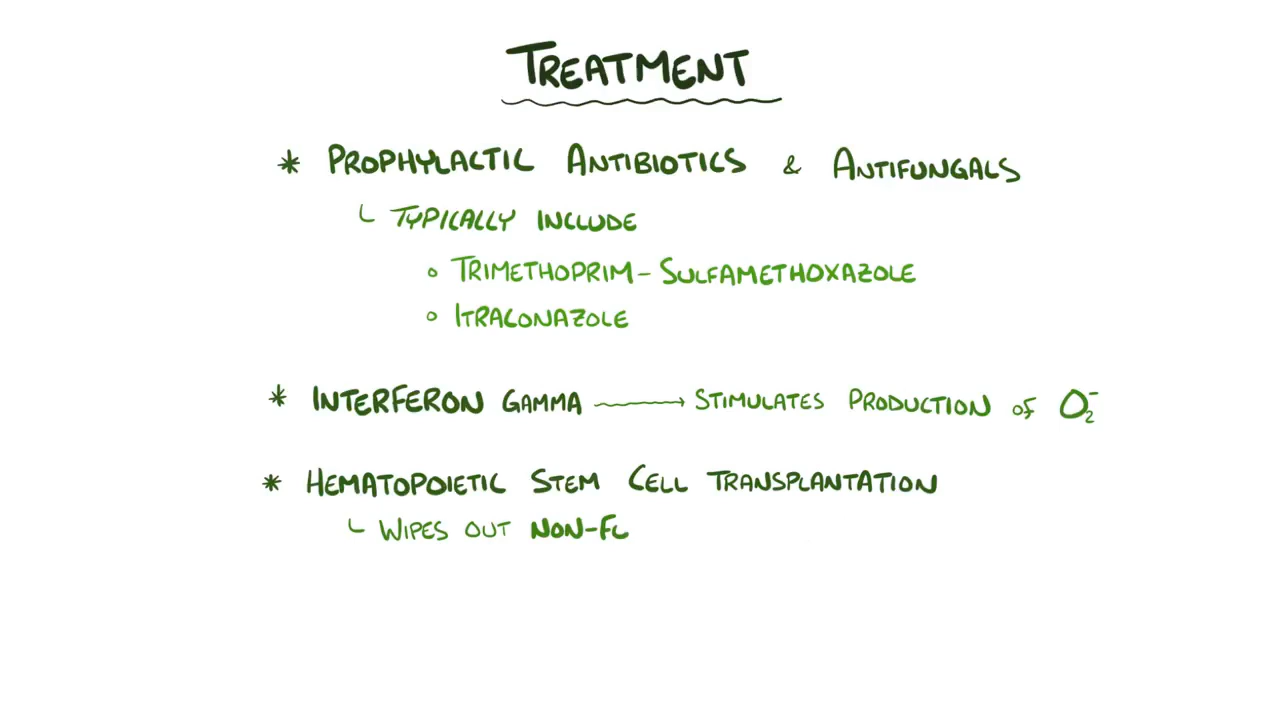 TREATMENT
* PROPHYLACTIC ANTIBIOTICS & ANTIFUNGALS
TYPICALLY INCLUDE
TRIMETHOPRIM-SULFAMETHOXAZOLE
ITRACONAZOLE
* INTERFERON GAMMA → STIMULATES PRODUCTION OF O₂⁻
* HEMATOPOIETIC STEM CELL TRANSPLANTATION
WIPES OUT NON-FU